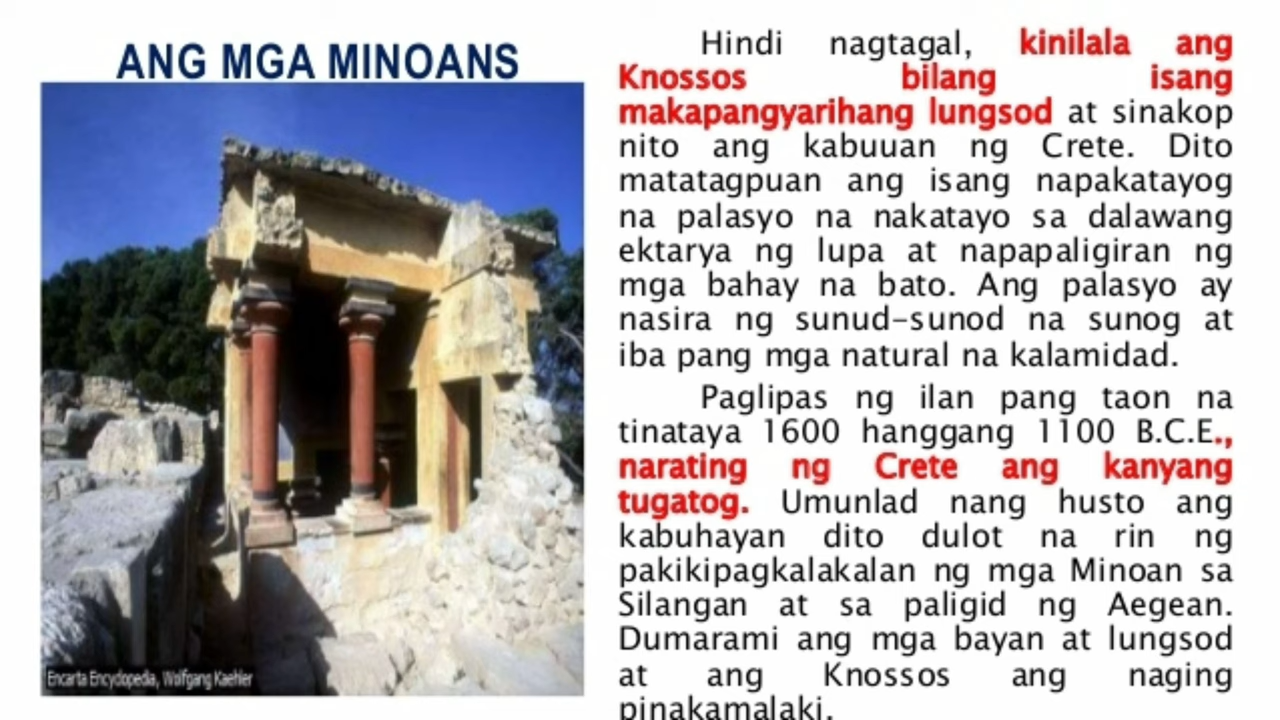 ANG MGA MINOANS
Encarta Encyclopedia, Wolfgang Kaehler
Hindi nagtagal, kinilala ang
Knossos bilang isang
makapangyarihang lungsod at sinakop
nito ang kabuuan ng Crete. Dito
matatagpuan ang isang napakatayog
na palasyo na nakatayo sa dalawang
ektarya ng lupa at napapaligiran ng
mga bahay na bato. Ang palasyo ay
nasira ng sunud-sunod na sunog at
iba pang mga natural na kalamidad.
Paglipas ng ilan pang taon na
tinataya 1600 hanggang 1100 B.C.E.,
narating ng Crete ang kanyang
tugatog. Umunlad nang husto ang
kabuhayan dito dulot na rin ng
pakikipagkalakalan ng mga Minoan sa
Silangan at sa paligid ng Aegean.
Dumarami ang mga bayan at lungsod
at ang Knossos ang naging
pinakamalaki.